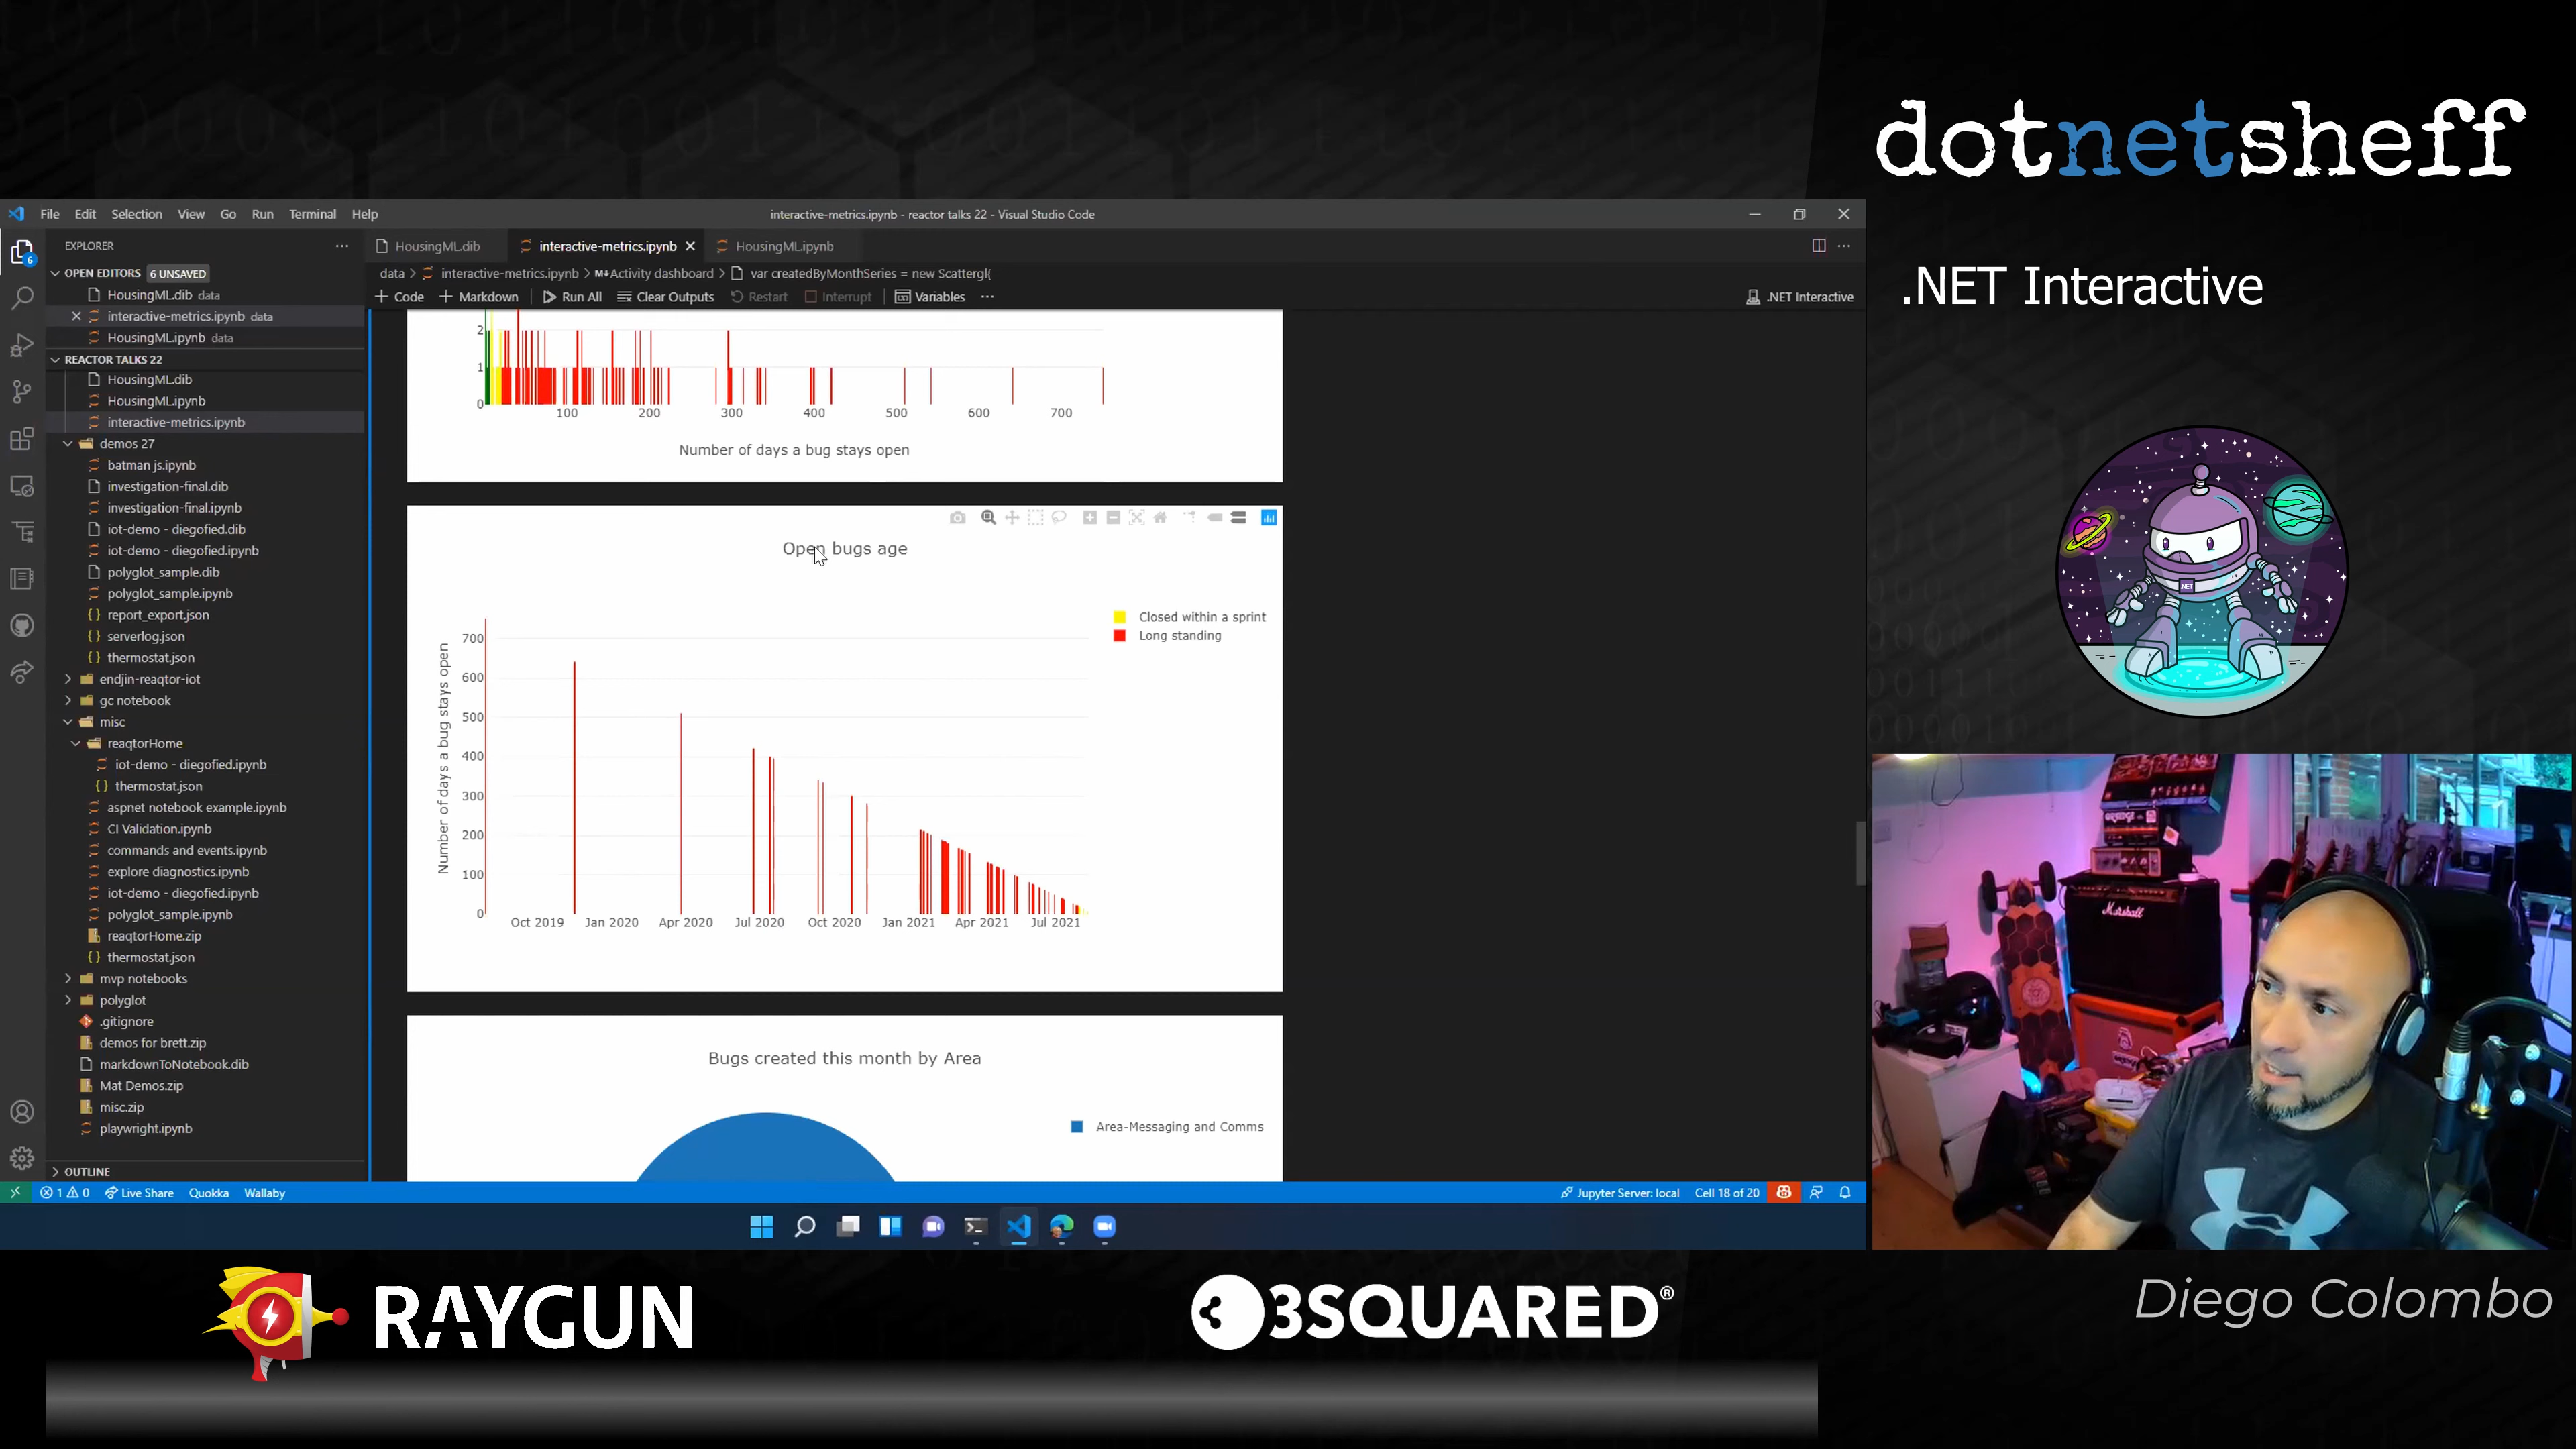 dotnetsheff
.NET Interactive
File Edit Selection View Go Run Terminal Help
interactive-metrics.ipynb - reactor talks 22 - Visual Studio Code
EXPLORER
OPEN EDITORS 6 UNSAVED
HousingML.dib data
interactive-metrics.ipynb data
HousingML.ipynb data
REACTOR TALKS 22
HousingML.dib
HousingML.ipynb
interactive-metrics.ipynb
demos 27
batman js.ipynb
investigation-final.dib
investigation-final.ipynb
iot-demo - diegofied.dib
iot-demo - diegofied.ipynb
polyglot_sample.dib
polyglot_sample.ipynb
report_export.json
serverlog.json
thermostat.json
endjin-reaqtor-iot
gc notebook
misc
reaqtorHome
iot-demo - diegofied.ipynb
thermostat.json
aspnet notebook example.ipynb
CI Validation.ipynb
commands and events.ipynb
explore diagnostics.ipynb
iot-demo - diegofied.ipynb
polyglot_sample.ipynb
reaqtorHome.zip
thermostat.json
mvp notebooks
polyglot
.gitignore
demos for brett.zip
markdownToNotebook.dib
Mat Demos.zip
misc.zip
playwright.ipynb
OUTLINE
6
HousingML.dib interactive-metrics.ipynb HousingML.ipynb
data > interactive-metrics.ipynb > M↓Activity dashboard > var createdByMonthSeries = new Scattergl(
+ Code + Markdown Run All Clear Outputs Restart Interrupt Variables ··· .NET Interactive
2
1
0
100 200 300 400 500 600 700
Number of days a bug stays open
Open bugs age
Closed within a sprint
Long standing
Number of days a bug stays open
700
600
500
400
300
200
100
0
Oct 2019 Jan 2020 Apr 2020 Jul 2020 Oct 2020 Jan 2021 Apr 2021 Jul 2021
Bugs created this month by Area
Area-Messaging and Comms
1 0 Live Share Quokka Wallaby
Jupyter Server: local Cell 18 of 20
.NET
Marshall
RAYGUN
3SQUARED®
Diego Colombo